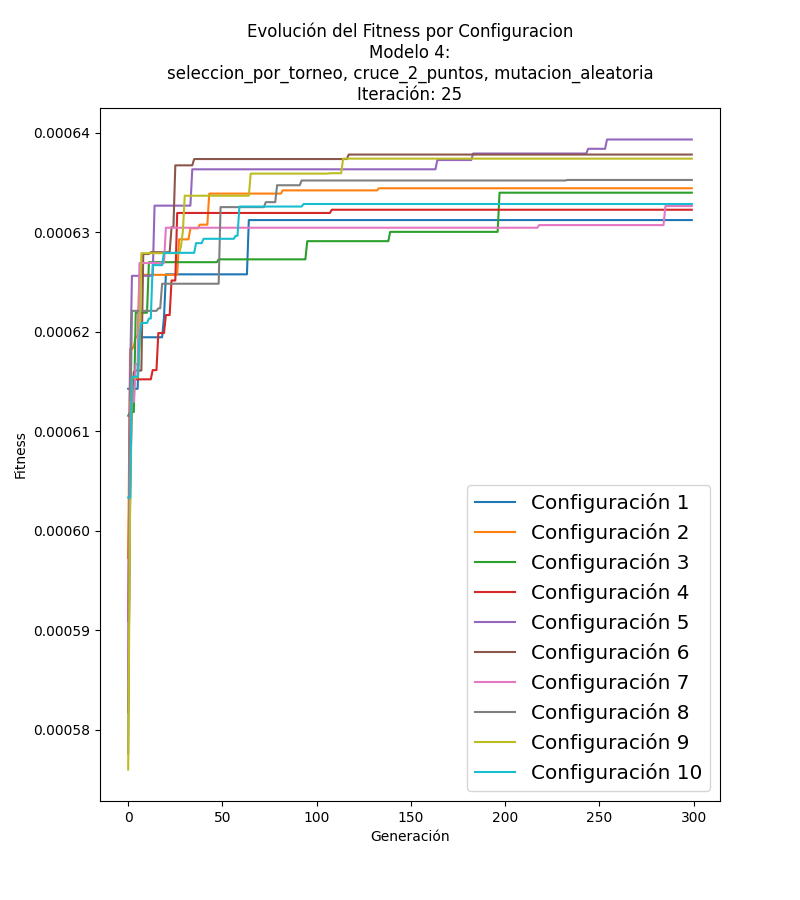 Evolución del Fitness por Configuracion
Modelo 4:
seleccion_por_torneo, cruce_2_puntos, mutacion_aleatoria
Iteración: 25
0.00064
0.00063
0.00062
0.00061
0.00060
0.00059
0.00058
Fitness
Configuración 1
Configuración 2
Configuración 3
Configuración 4
Configuración 5
Configuración 6
Configuración 7
Configuración 8
Configuración 9
Configuración 10
0 50 100 150 200 250 300
Generación